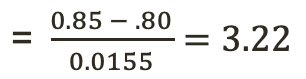 = 0.85 − .80 / 0.0155 = 3.22